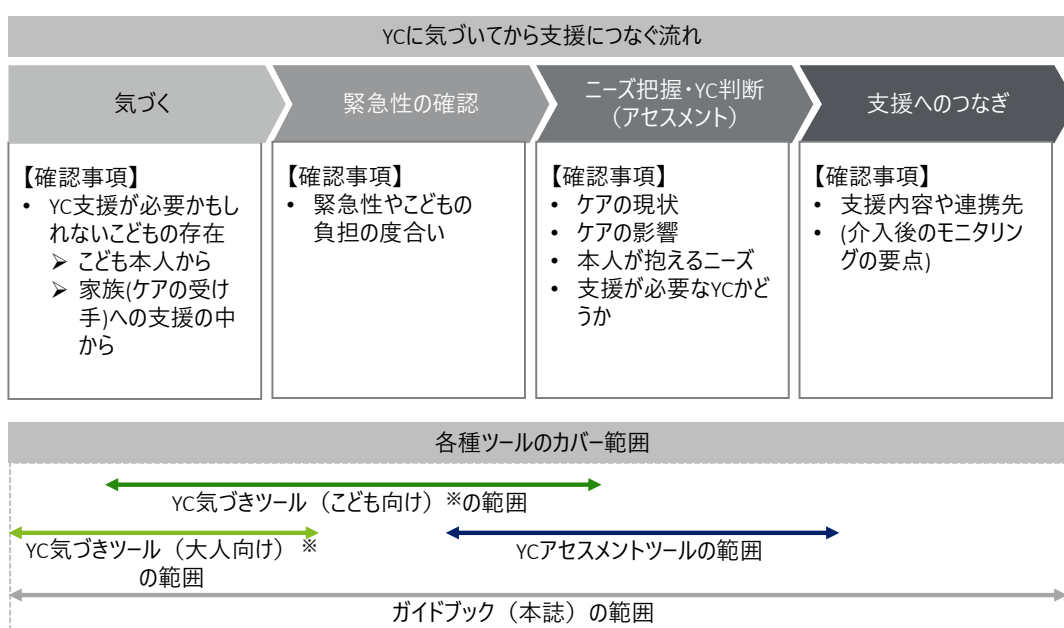 YCに気づいてから支援につなぐ流れ
気づく
緊急性の確認
ニーズ把握・YC判断
(アセスメント)
支援へのつなぎ
【確認事項】
• YC支援が必要かもし
れないこどもの存在
➢ こども本人から
➢ 家族(ケアの受け
手)への支援の中
から
【確認事項】
• 緊急性やこどもの
負担の度合い
【確認事項】
• ケアの現状
• ケアの影響
• 本人が抱えるニーズ
• 支援が必要なYCかど
うか
【確認事項】
• 支援内容や連携先
• (介入後のモニタリン
グの要点)
各種ツールのカバー範囲
YC気づきツール(こども向け)※の範囲
YC気づきツール(大人向け)※
の範囲
YCアセスメントツールの範囲
ガイドブック(本誌)の範囲